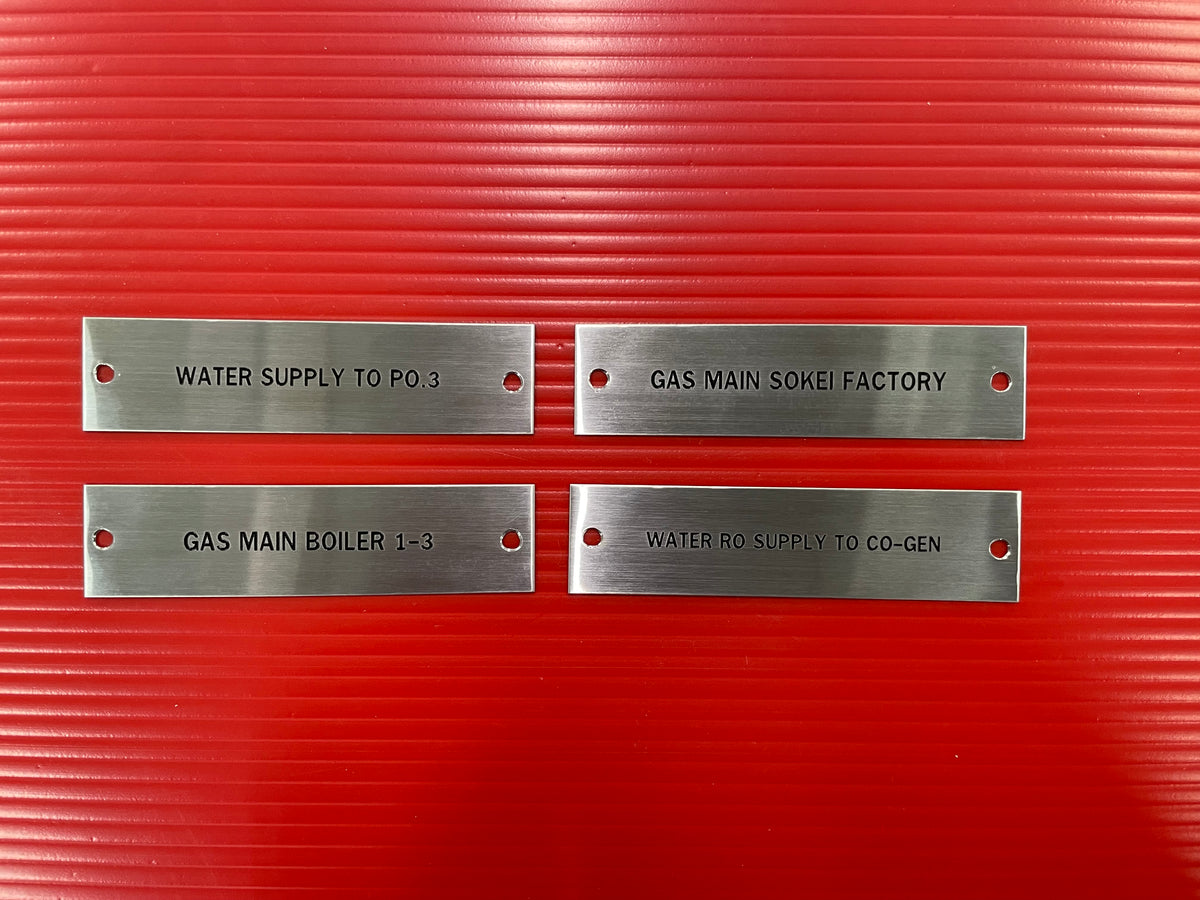 WATER SUPPLY TO PO.3
GAS MAIN SOKEI FACTORY
GAS MAIN BOILER 1-3
WATER RO SUPPLY TO CO-GEN